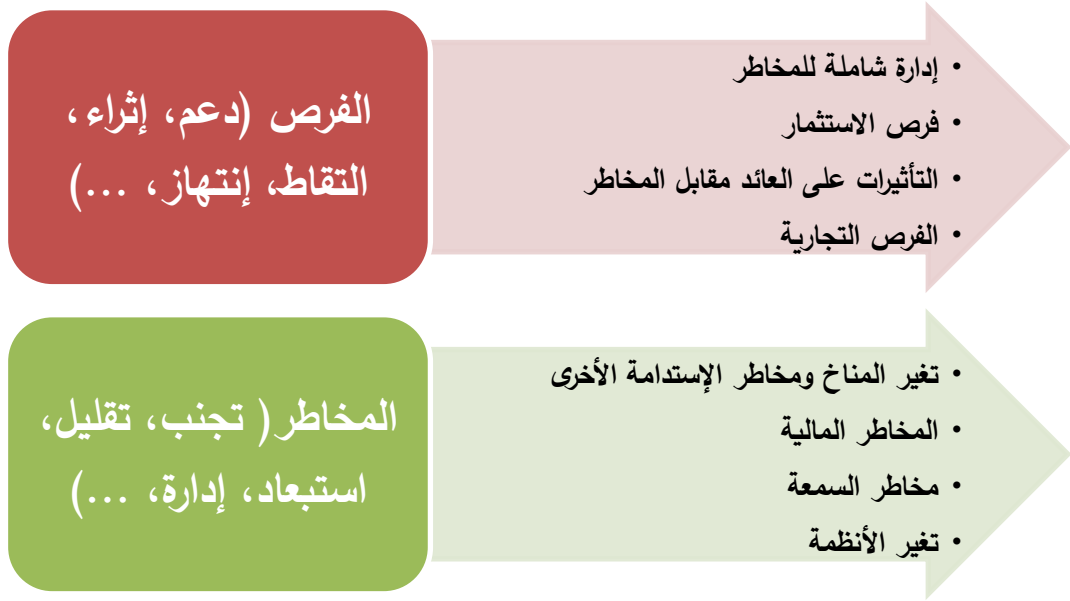 الفرص (دعم، إثراء،
التقاط، إنتهاز، ...)
• إدارة شاملة للمخاطر
• فرص الاستثمار
• التأثيرات على العائد مقابل المخاطر
• الفرص التجارية
المخاطر( تجنب، تقليل،
استبعاد، إدارة، ...)
• تغير المناخ ومخاطر الإستدامة الأخرى
• المخاطر المالية
• مخاطر السمعة
• تغير الأنظمة